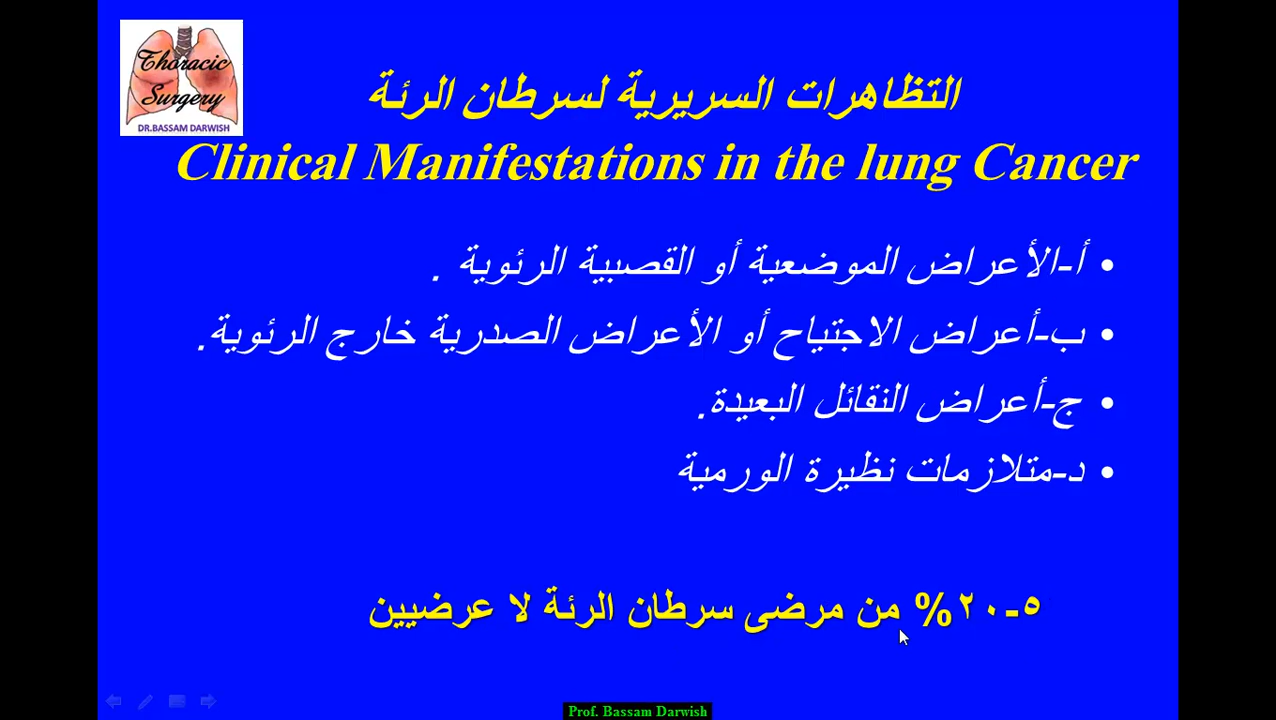 Thoracic
Surgery
DR.BASSAM DARWISH
التظاهرات السريرية لسرطان الرئة
Clinical Manifestations in the lung Cancer
• أ-الأعراض الموضعية أو القصبية الرئوية .
• ب-أعراض الاجتياح أو الأعراض الصدرية خارج الرئوية.
• ج-أعراض النقائل البعيدة.
• د-متلازمات نظيرة الورمية
٥-٢٠% من مرضى سرطان الرئة لا عرضيين
Prof. Bassam Darwish